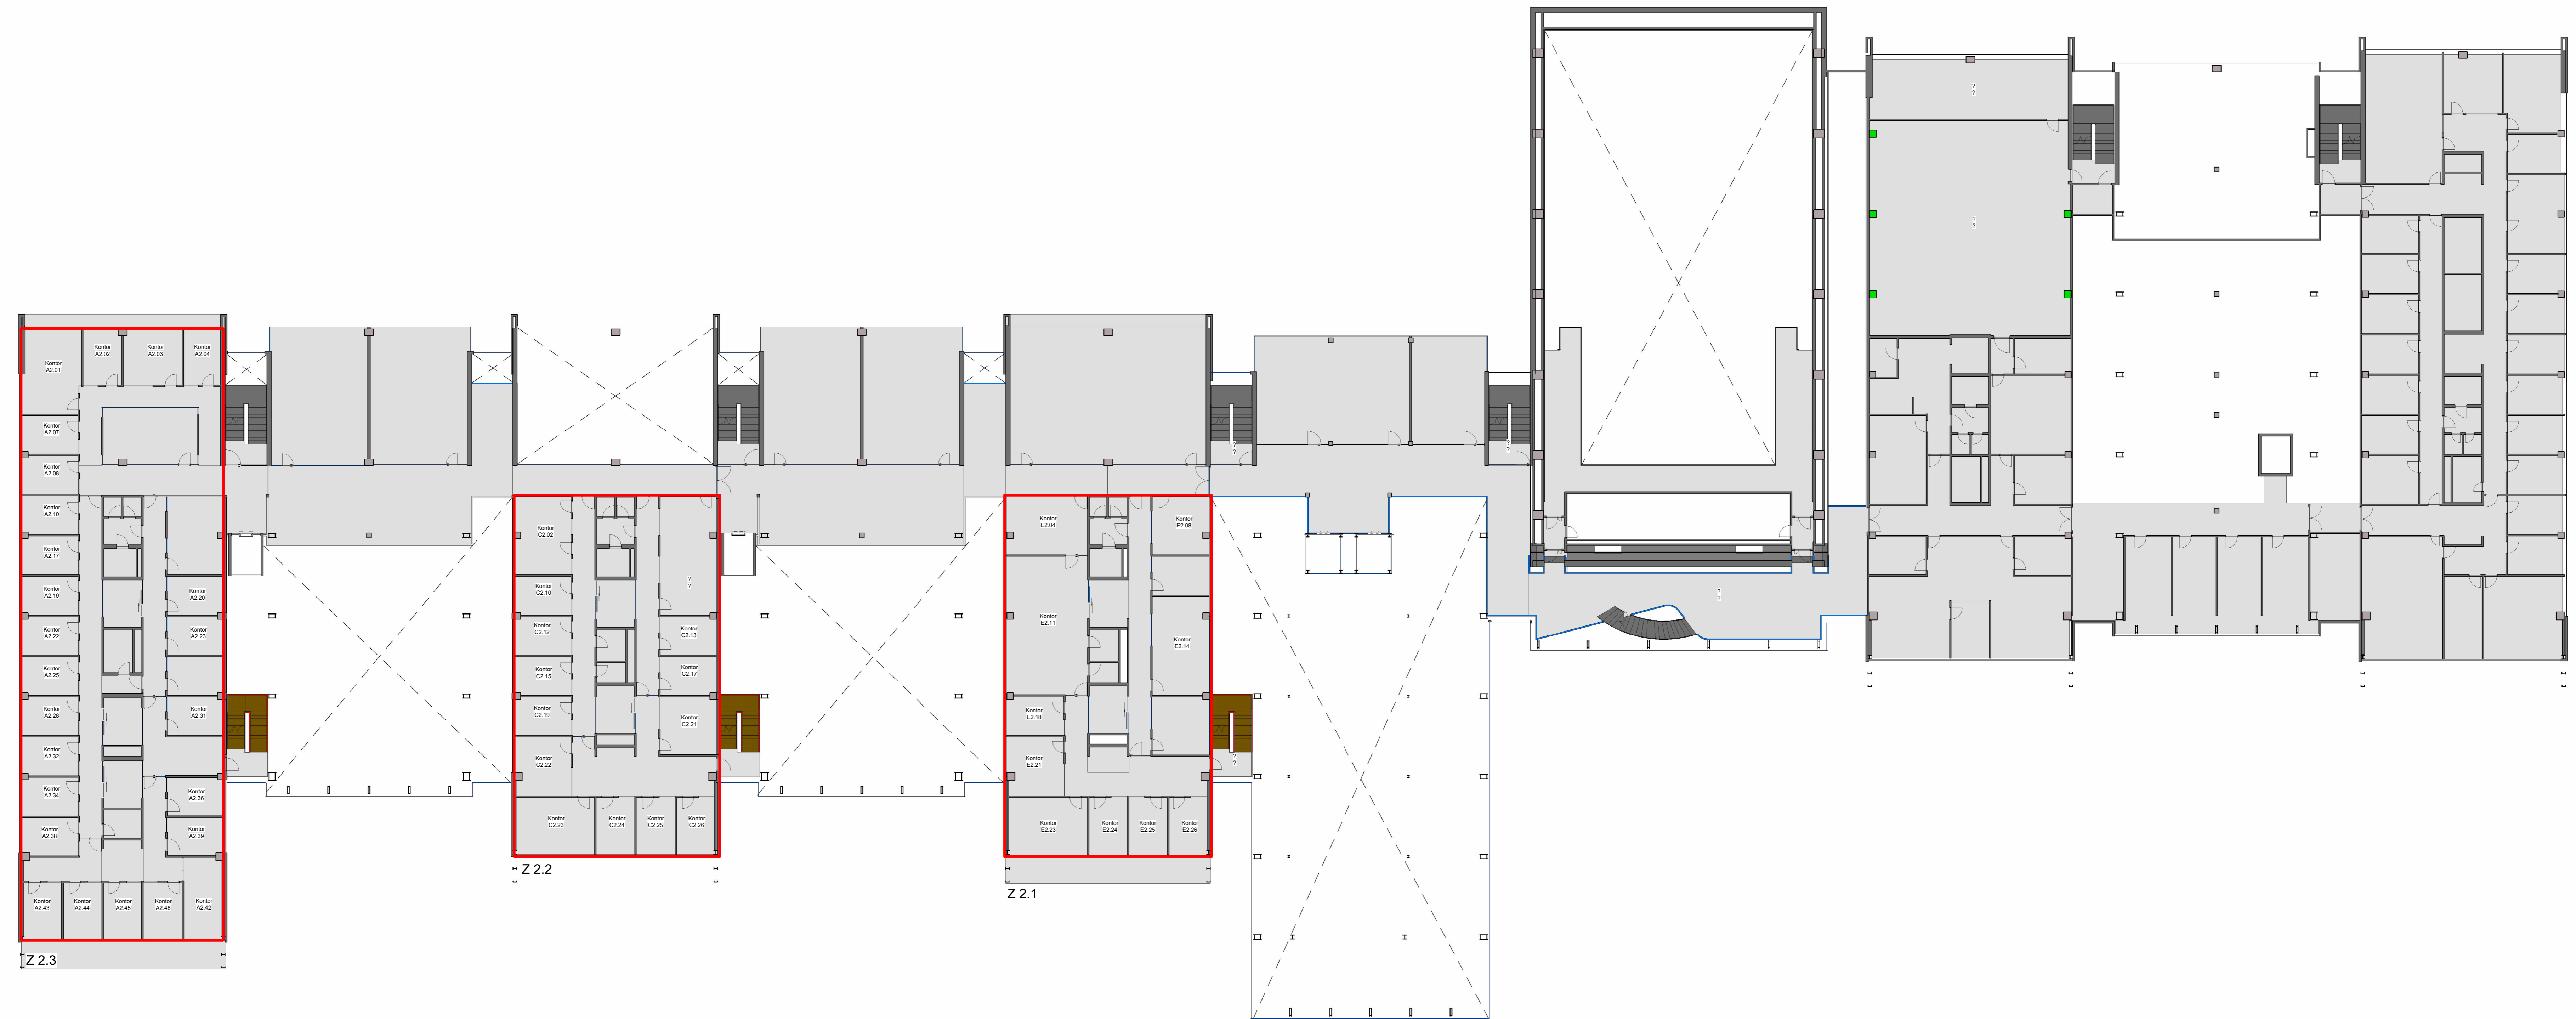 Kontor
A2.01
Kontor
A2.02
Kontor
A2.03
Kontor
A2.04
Kontor
A2.07
Kontor
A2.08
Kontor
A2.10
Kontor
A2.17
Kontor
A2.19
Kontor
A2.20
Kontor
A2.22
Kontor
A2.23
Kontor
A2.25
Kontor
A2.28
Kontor
A2.31
Kontor
A2.32
Kontor
A2.34
Kontor
A2.36
Kontor
A2.38
Kontor
A2.39
Kontor
A2.43
Kontor
A2.44
Kontor
A2.45
Kontor
A2.46
Kontor
A2.42
Z 2.3
Kontor
C2.02
Kontor
C2.10
?
?
Kontor
C2.12
Kontor
C2.13
Kontor
C2.15
Kontor
C2.17
Kontor
C2.19
Kontor
C2.21
Kontor
C2.22
Kontor
C2.23
Kontor
C2.24
Kontor
C2.25
Kontor
C2.26
Z 2.2
Kontor
E2.04
Kontor
E2.08
Kontor
E2.11
Kontor
E2.14
Kontor
E2.18
Kontor
E2.21
Kontor
E2.23
Kontor
E2.24
Kontor
E2.25
Kontor
E2.26
Z 2.1
?
?
?
?
?
?
?
?
?
?
?
?